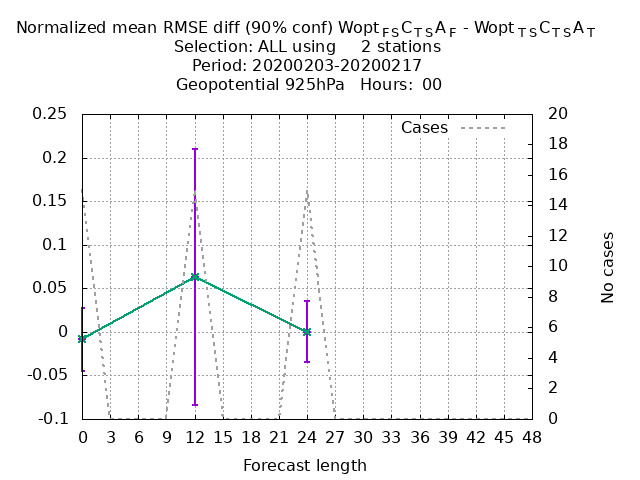 Normalized mean RMSE diff (90% conf) Wopt FS C TS A F - Wopt TS C TS A T
Selection: ALL using 2 stations
Period: 20200203-20200217
Geopotential 925hPa Hours: 00
Cases
0.25
0.2
0.15
0.1
0.05
0
-0.05
-0.1
20
18
16
14
12
10
8
6
4
2
0
No cases
0 3 6 9 12 15 18 21 24 27 30 33 36 39 42 45 48
Forecast length